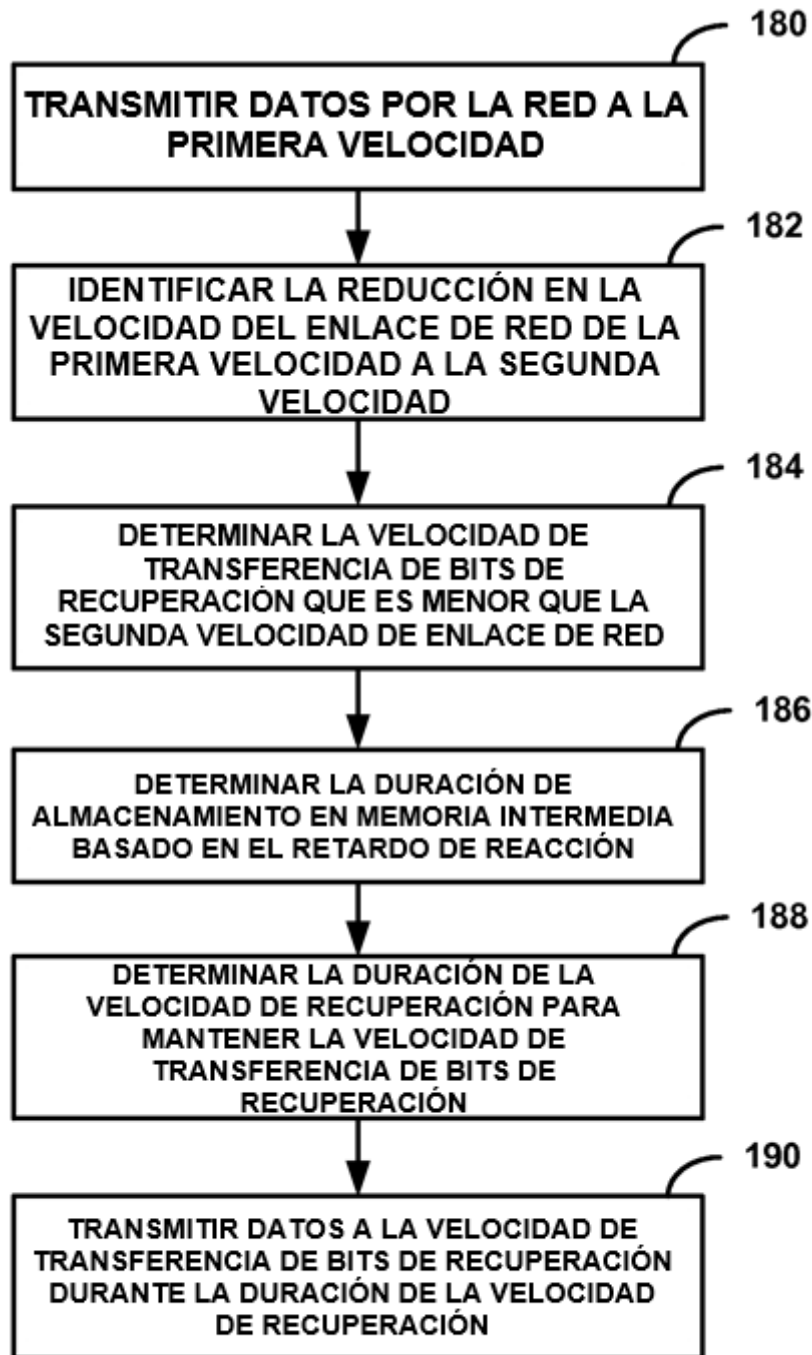 180
TRANSMITIR DATOS POR LA RED A LA
PRIMERA VELOCIDAD
182
IDENTIFICAR LA REDUCCIÓN EN LA
VELOCIDAD DEL ENLACE DE RED DE LA
PRIMERA VELOCIDAD A LA SEGUNDA
VELOCIDAD
184
DETERMINAR LA VELOCIDAD DE
TRANSFERENCIA DE BITS DE
RECUPERACIÓN QUE ES MENOR QUE LA
SEGUNDA VELOCIDAD DE ENLACE DE RED
186
DETERMINAR LA DURACIÓN DE
ALMACENAMIENTO EN MEMORIA INTERMEDIA
BASADO EN EL RETARDO DE REACCIÓN
188
DETERMINAR LA DURACIÓN DE LA
VELOCIDAD DE RECUPERACIÓN PARA
MANTENER LA VELOCIDAD DE
TRANSFERENCIA DE BITS DE
RECUPERACIÓN
190
TRANSMITIR DATOS A LA VELOCIDAD DE
TRANSFERENCIA DE BITS DE RECUPERACIÓN
DURANTE LA DURACIÓN DE LA VELOCIDAD
DE RECUPERACIÓN